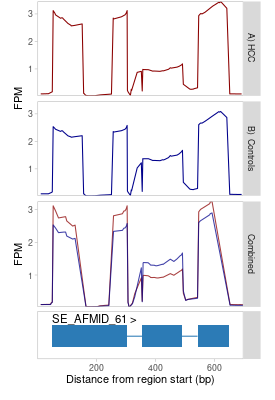 3
2
1
A) HCC
FPM
3
2
1
B) Controls
3
2
1
Combined
FPM
SE_AFMID_61 >
200
400
600
Distance from region start (bp)